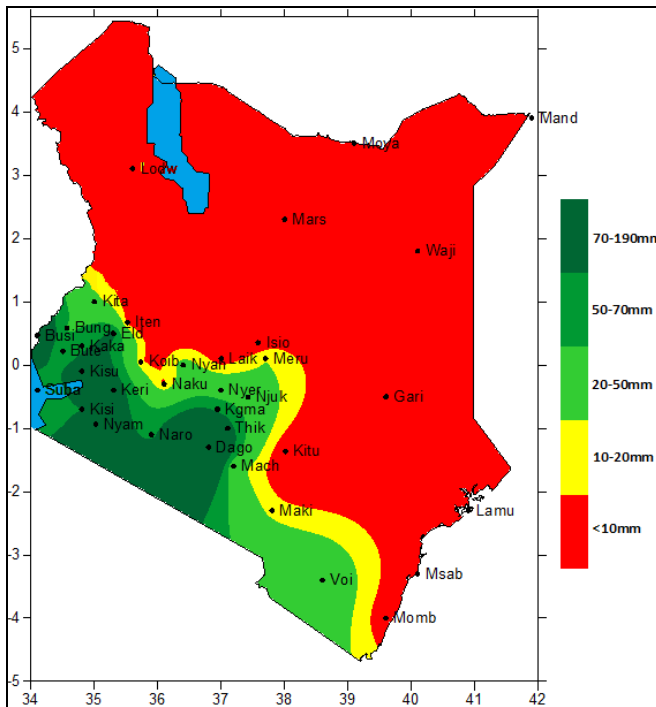 5
4
3
2
1
0
-1
-2
-3
-4
-5
34 35 36 37 38 39 40 41 42
Mand
Moya
Lodw
Mars
Waji
Kita
Iten
Bung
Eld
Busi
Kaka
Isio
Bute
Koib
Nyah
Laik
Meru
Kisu
Naku
Suba
Keri
Nyer
Njuk
Gari
Kisi
Kgma
Nyam
Naro
Thik
Dago
Kitu
Mach
Maki
Lamu
Voi
Msab
Momb
70-190mm
50-70mm
20-50mm
10-20mm
<10mm